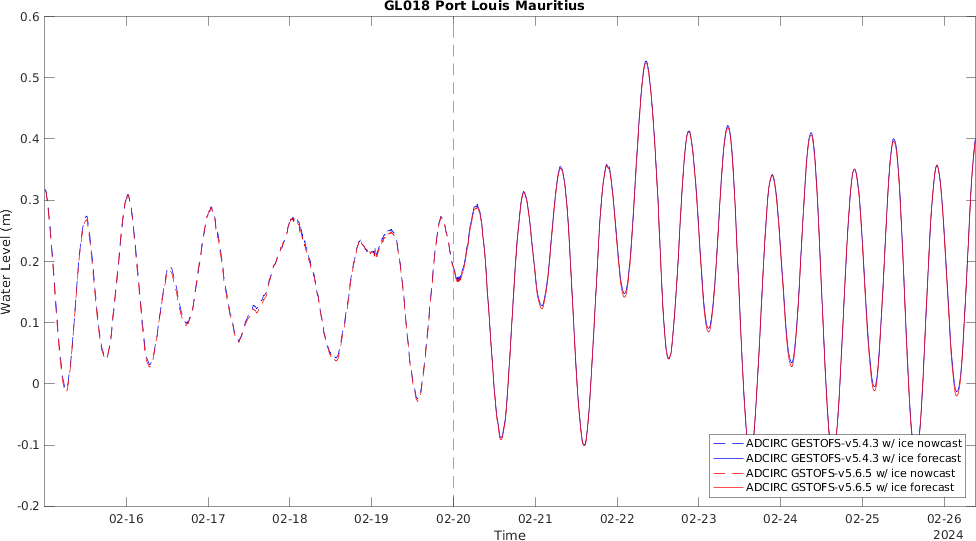 GL018 Port Louis Mauritius
0.6
0.5
0.4
0.3
0.2
0.1
0
-0.1
-0.2
Water Level (m)
ADCIRC GESTOFS-v5.4.3 w/ ice nowcast
ADCIRC GESTOFS-v5.4.3 w/ ice forecast
ADCIRC GSTOFS-v5.6.5 w/ ice nowcast
ADCIRC GSTOFS-v5.6.5 w/ ice forecast
02-16 02-17 02-18 02-19 02-20 02-21 02-22 02-23 02-24 02-25 02-26
Time
2024